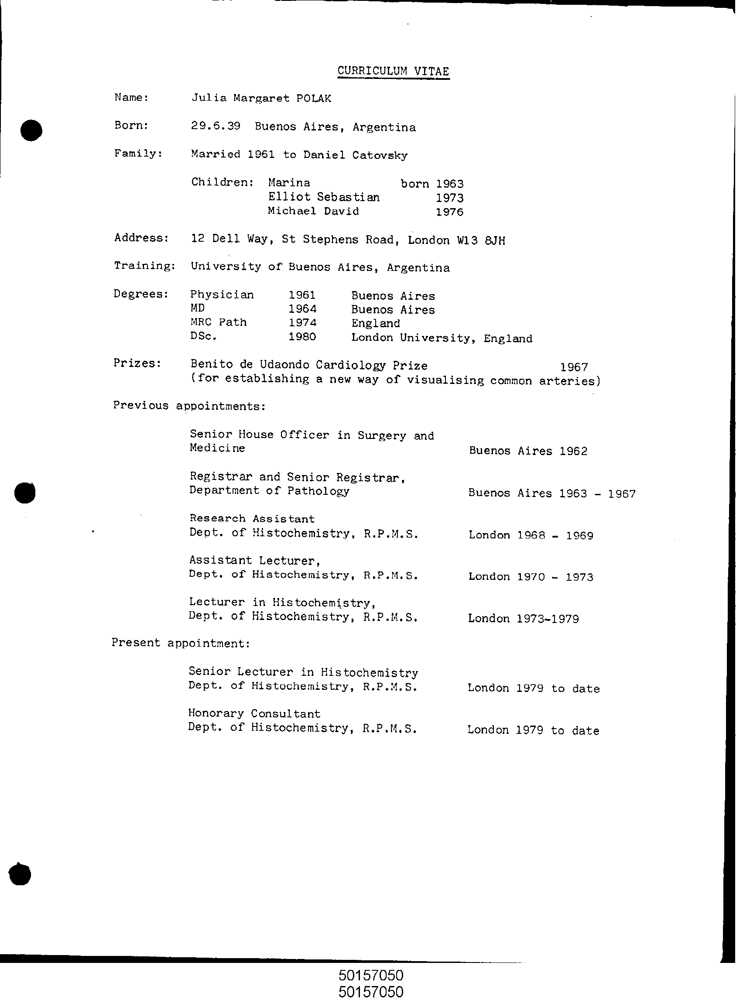 CURRICULUM VITAE
Name: Julia Margaret POLAK
Born: 29.6.39 Buenos Aires, Argentina
Family: Married 1961 to Daniel Catovsky
Children: Marina born 1963
Elliot Sebastian 1973
Michael David 1976
Address: 12 Dell Way, St Stephens Road, London W13 8JH
Training: University of Buenos Aires, Argentina
Degrees: Physician 1961 Buenos Aires
MD 1964 Buenos Aires
MRC Path 1974 England
DSc. 1980 London University, England
Prizes: Benito de Udaondo Cardiology Prize 1967
(for establishing a new way of visualising common arteries)
Previous appointments:
Senior House Officer in Surgery and
Medicine Buenos Aires 1962
Registrar and Senior Registrar,
Department of Pathology Buenos Aires 1963 - 1967
Research Assistant
Dept. of Histochemistry, R.P.M.S. London 1968 - 1969
Assistant Lecturer,
Dept. of Histochemistry, R.P.M.S. London 1970 - 1973
Lecturer in Histochemistry,
Dept. of Histochemistry, R.P.M.S. London 1973-1979
Present appointment:
Senior Lecturer in Histochemistry
Dept. of Histochemistry, R.P.M.S. London 1979 to date
Honorary Consultant
Dept. of Histochemistry, R.P.M.S. London 1979 to date
50157050
50157050